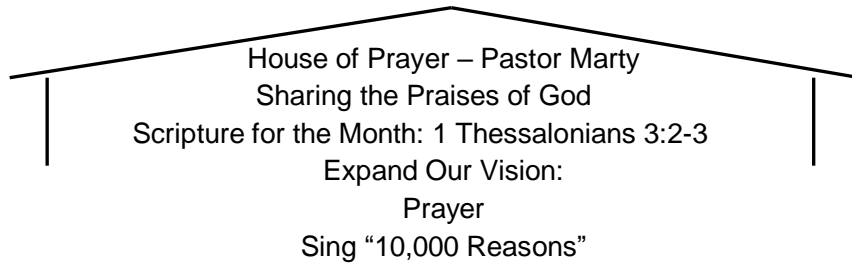 House of Prayer – Pastor Marty
Sharing the Praises of God
Scripture for the Month: 1 Thessalonians 3:2-3
Expand Our Vision:
Prayer
Sing “10,000 Reasons”